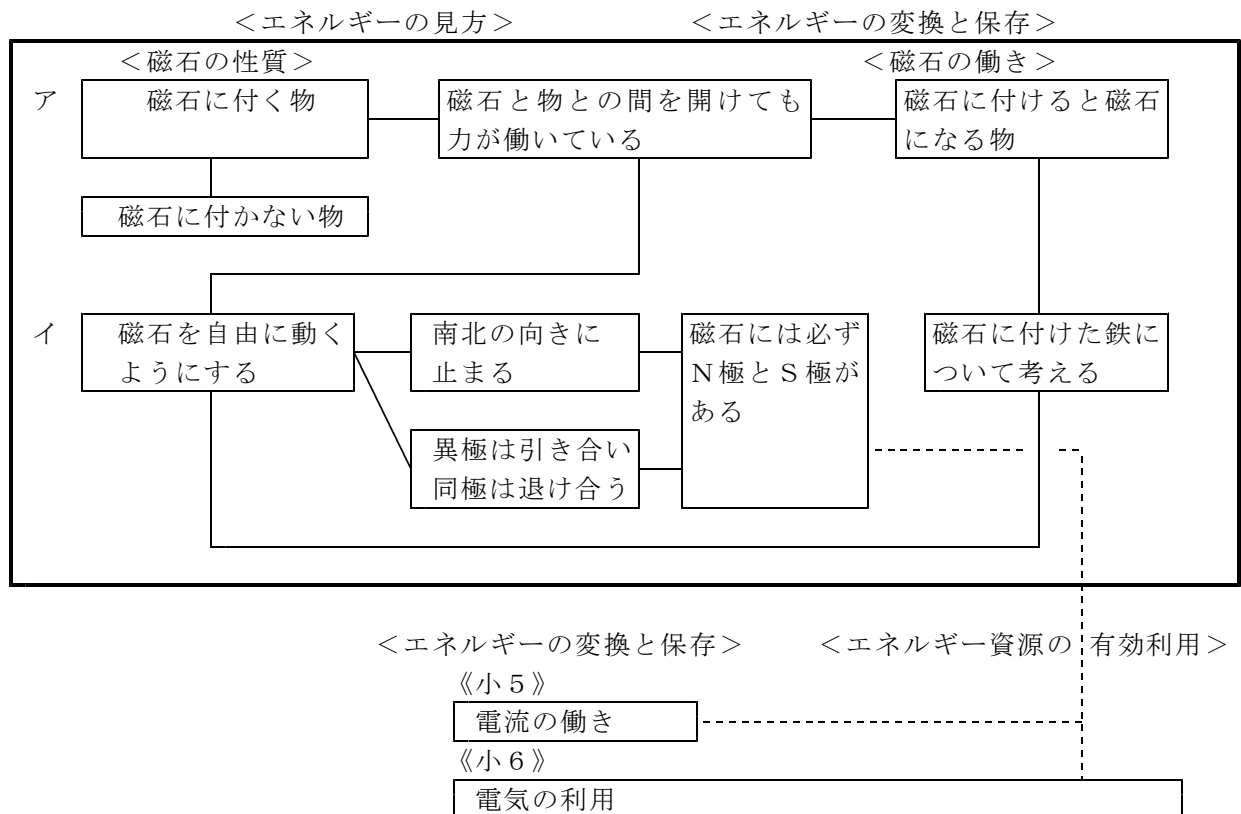 ＜エネルギーの見方＞
＜エネルギーの変換と保存＞
＜磁石の性質＞
＜磁石の働き＞
ア
磁石に付く物
磁石と物との間を開けても
力が働いている
磁石に付けると磁石
になる物
磁石に付かない物
イ
磁石を自由に動く
ようにする
南北の向きに
止まる
磁石には必ず
Ｎ極とＳ極が
ある
磁石に付けた鉄に
ついて考える
異極は引き合い
同極は退け合う
＜エネルギーの変換と保存＞
＜エネルギー資源の有効利用＞
《小５》
電流の働き
《小６》
電気の利用